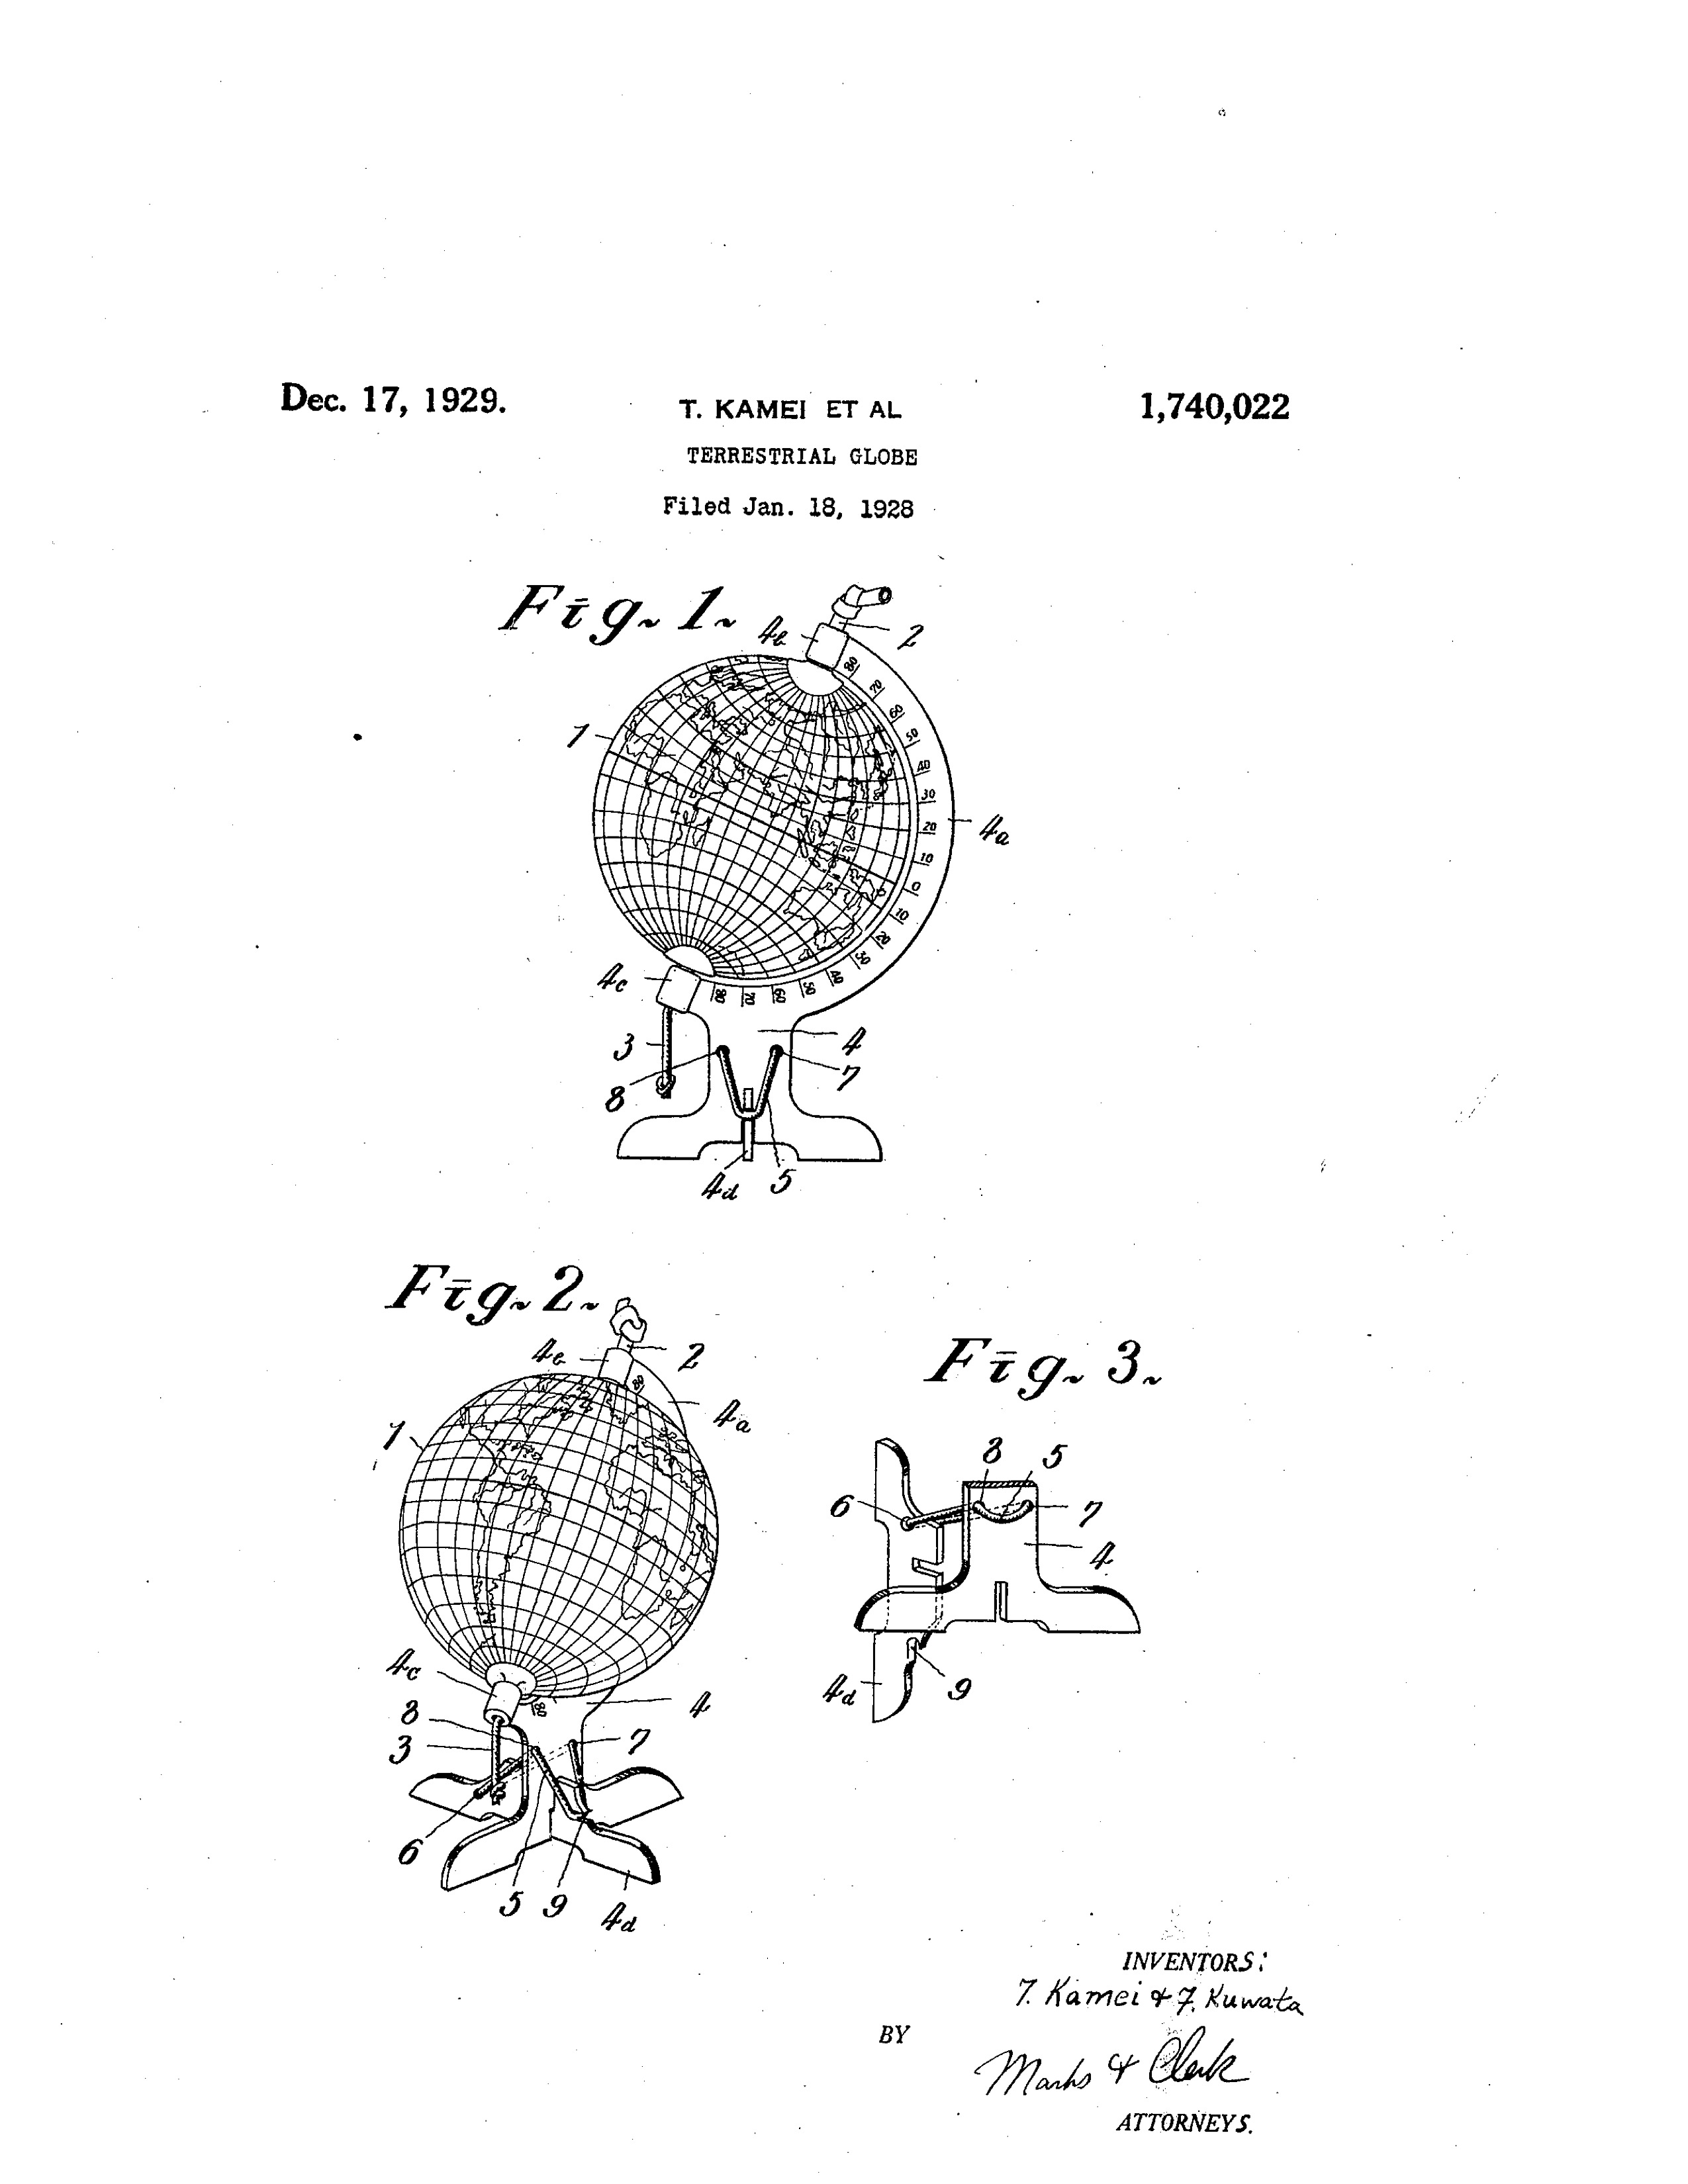 Dec. 17, 1929.
T. KAMEI ET AL
1,740,022
TERRESTRIAL GLOBE
Filed Jan. 18, 1928
Fig. 1.
4b
2
80
70
60
50
40
30
20
10
0
10
20
30
40
50
60
70
80
1
4a
4c
3
4
8
7
4d
5
Fig. 2.
4b
2
80
4a
1
4c
80
4
8
3
7
6
5
9
4d
Fig. 3.
8
5
6
7
4
4d
9
INVENTORS:
T. Kamei & F. Kuwata
BY
Marks & Clerk
ATTORNEYS.